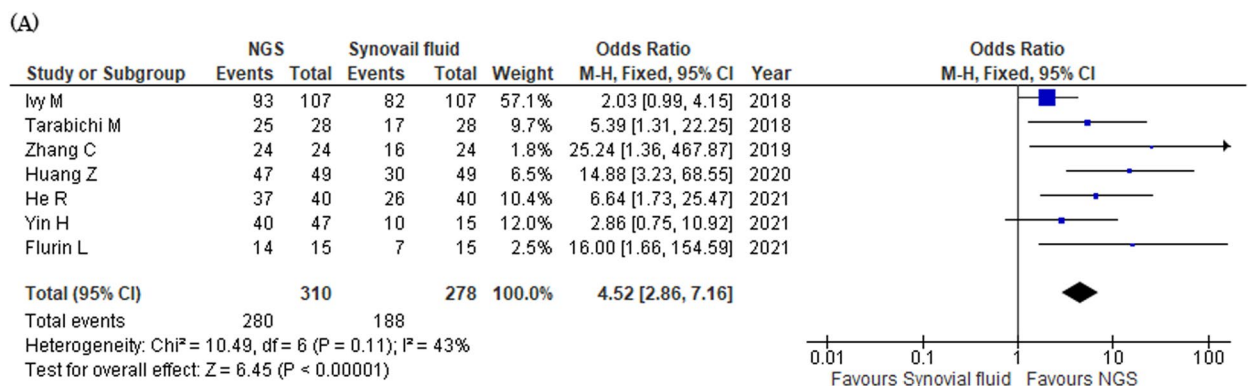 (A)
NGS Synovail fluid Odds Ratio Odds Ratio
Study or Subgroup Events Total Events Total Weight M-H, Fixed, 95% CI Year M-H, Fixed, 95% CI
Ivy M 93 107 82 107 57.1% 2.03 [0.99, 4.15] 2018
Tarabichi M 25 28 17 28 9.7% 5.39 [1.31, 22.25] 2018
Zhang C 24 24 16 24 1.8% 25.24 [1.36, 467.87] 2019
Huang Z 47 49 30 49 6.5% 14.88 [3.23, 68.55] 2020
He R 37 40 26 40 10.4% 6.64 [1.73, 25.47] 2021
Yin H 40 47 10 15 12.0% 2.86 [0.75, 10.92] 2021
Flurin L 14 15 7 15 2.5% 16.00 [1.66, 154.59] 2021
Total (95% CI) 310 278 100.0% 4.52 [2.86, 7.16]
Total events 280 188
Heterogeneity: Chi² = 10.49, df = 6 (P = 0.11); I² = 43%
Test for overall effect: Z = 6.45 (P < 0.00001)
0.01 0.1 1 10 100
Favours Synovial fluid Favours NGS